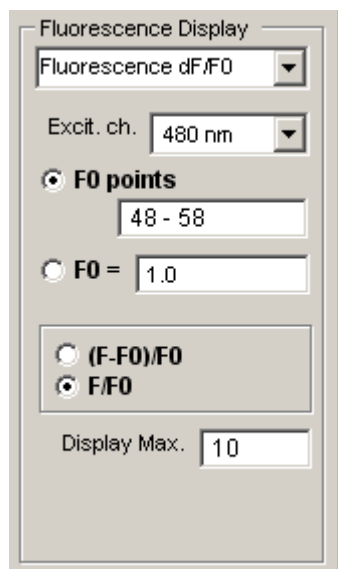 Fluorescence Display
Fluorescence dF/F0
Excit. ch. 480 nm
F0 points
48 - 58
F0 = 1.0
(F-F0)/F0
F/F0
Display Max. 10